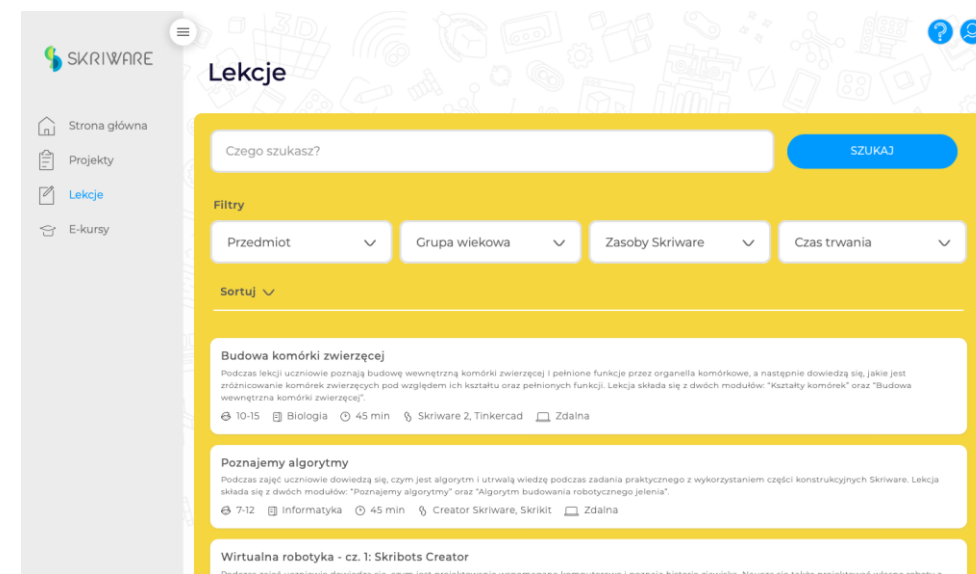 SKRIWARE
Strona główna
Projekty
Lekcje
E-kursy
Lekcje
Czego szukasz?
SZUKAJ
Filtry
Przedmiot
Grupa wiekowa
Zasoby Skriware
Czas trwania
Sortuj
Budowa komórki zwierzęcej
Podczas lekcji uczniowie poznają budowę wewnętrzną komórki zwierzęcej i pełnione funkcje przez organella komórkowe, a następnie dowiedzą się, jakie jest
zróżnicowanie komórek zwierzęcych pod względem ich kształtu oraz pełnionych funkcji. Lekcja składa się z dwóch modułów: "Kształty komórek" oraz "Budowa
wewnętrzna komórki zwierzęcej".
10-15 Biologia 45 min Skriware 2, Tinkercad Zdalna
Poznajemy algorytmy
Podczas zajęć uczniowie dowiedzą się, czym jest algorytm i utrwalą wiedzę podczas zadania praktycznego z wykorzystaniem części konstrukcyjnych Skriware. Lekcja
składa się z dwóch modułów: "Poznajemy algorytmy" oraz "Algorytm budowania robotycznego jelenia".
7-12 Informatyka 45 min Creator Skriware, Skrikit Zdalna
Wirtualna robotyka - cz. 1: Skribots Creator